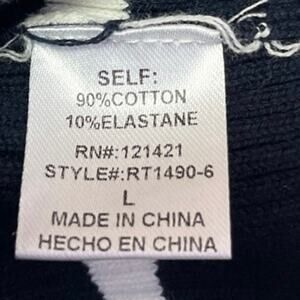 SELF:
90%COTTON
10%ELASTANE
RN#:121421
STYLE#:RT1490-6
L
MADE IN CHINA
HECHO EN CHINA